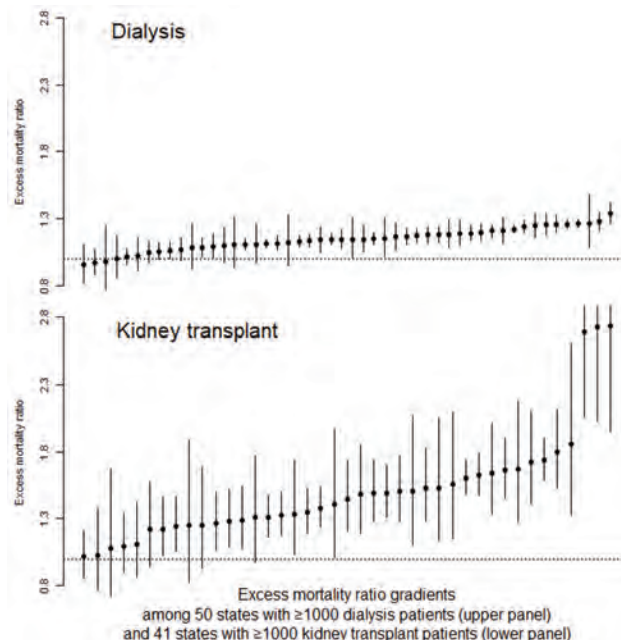 Dialysis
Excess mortality ratio
2.8
2.3
1.8
1.3
0.8
Kidney transplant
Excess mortality ratio
2.8
2.3
1.8
1.3
0.8
Excess mortality ratio gradients
among 50 states with ≥1000 dialysis patients (upper panel)
and 41 states with ≥1000 kidney transplant patients (lower panel)